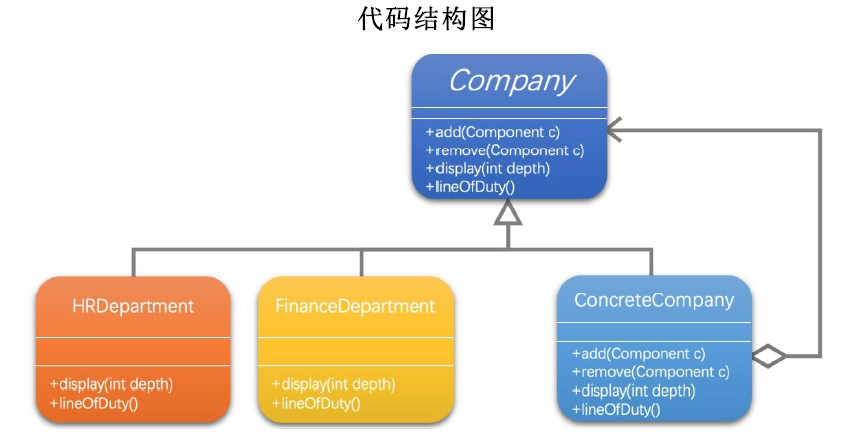 代码结构图
Company
+add(Component c)
+remove(Component c)
+display(int depth)
+lineOfDuty()
HRDepartment
+display(int depth)
+lineOfDuty()
FinanceDepartment
+display(int depth)
+lineOfDuty()
ConcreteCompany
+add(Component c)
+remove(Component c)
+display(int depth)
+lineOfDuty()